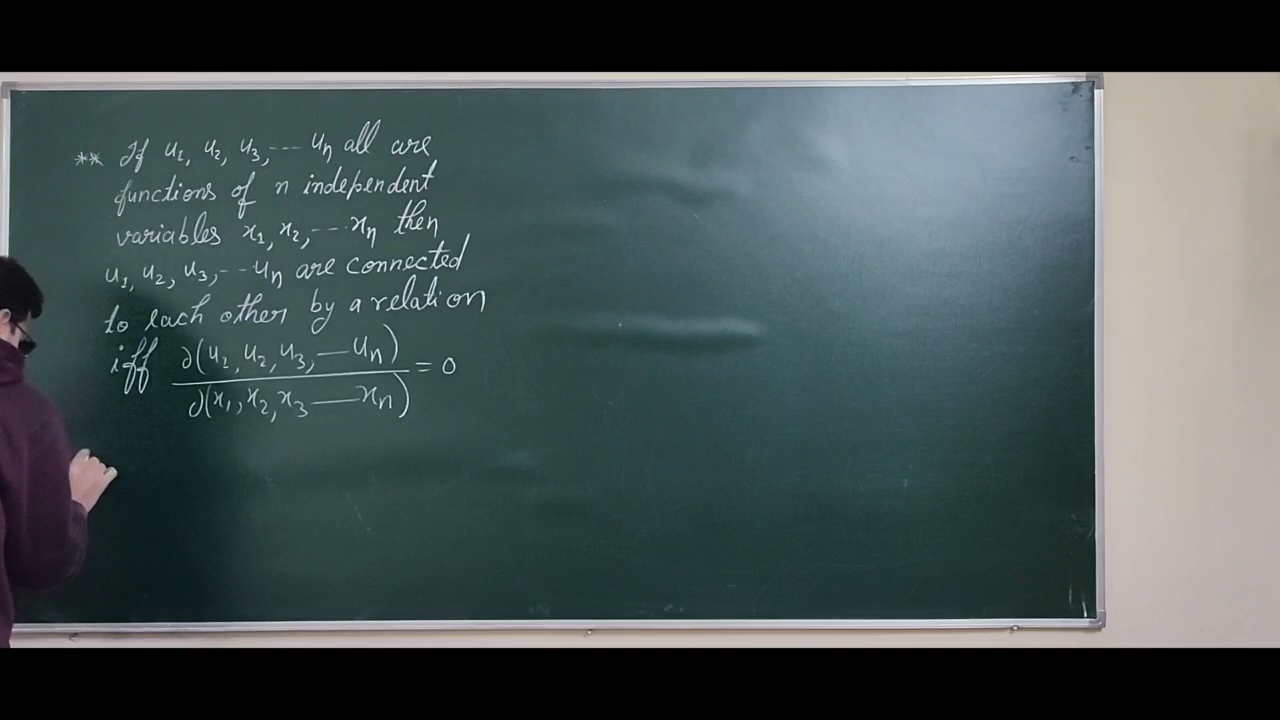 ** If u₁, u₂, u₃, --- uₙ all are
functions of n independent
variables x₁, x₂, --- xₙ then
u₁, u₂, u₃, --- uₙ are connected
to each other by a relation
iff ∂(u₁, u₂, u₃, — uₙ) / ∂(x₁, x₂, x₃ — xₙ) = 0